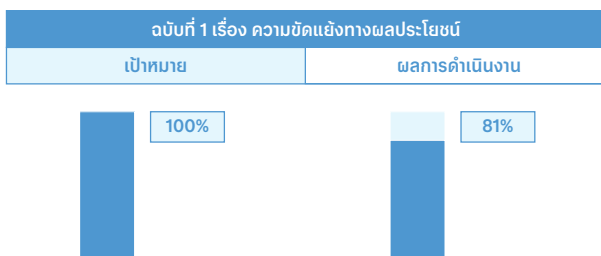 ฉบับที่ 1 เรื่อง ความขัดแย้งทางผลประโยชน์
เป้าหมาย ผลการดำเนินงาน
100% 81%